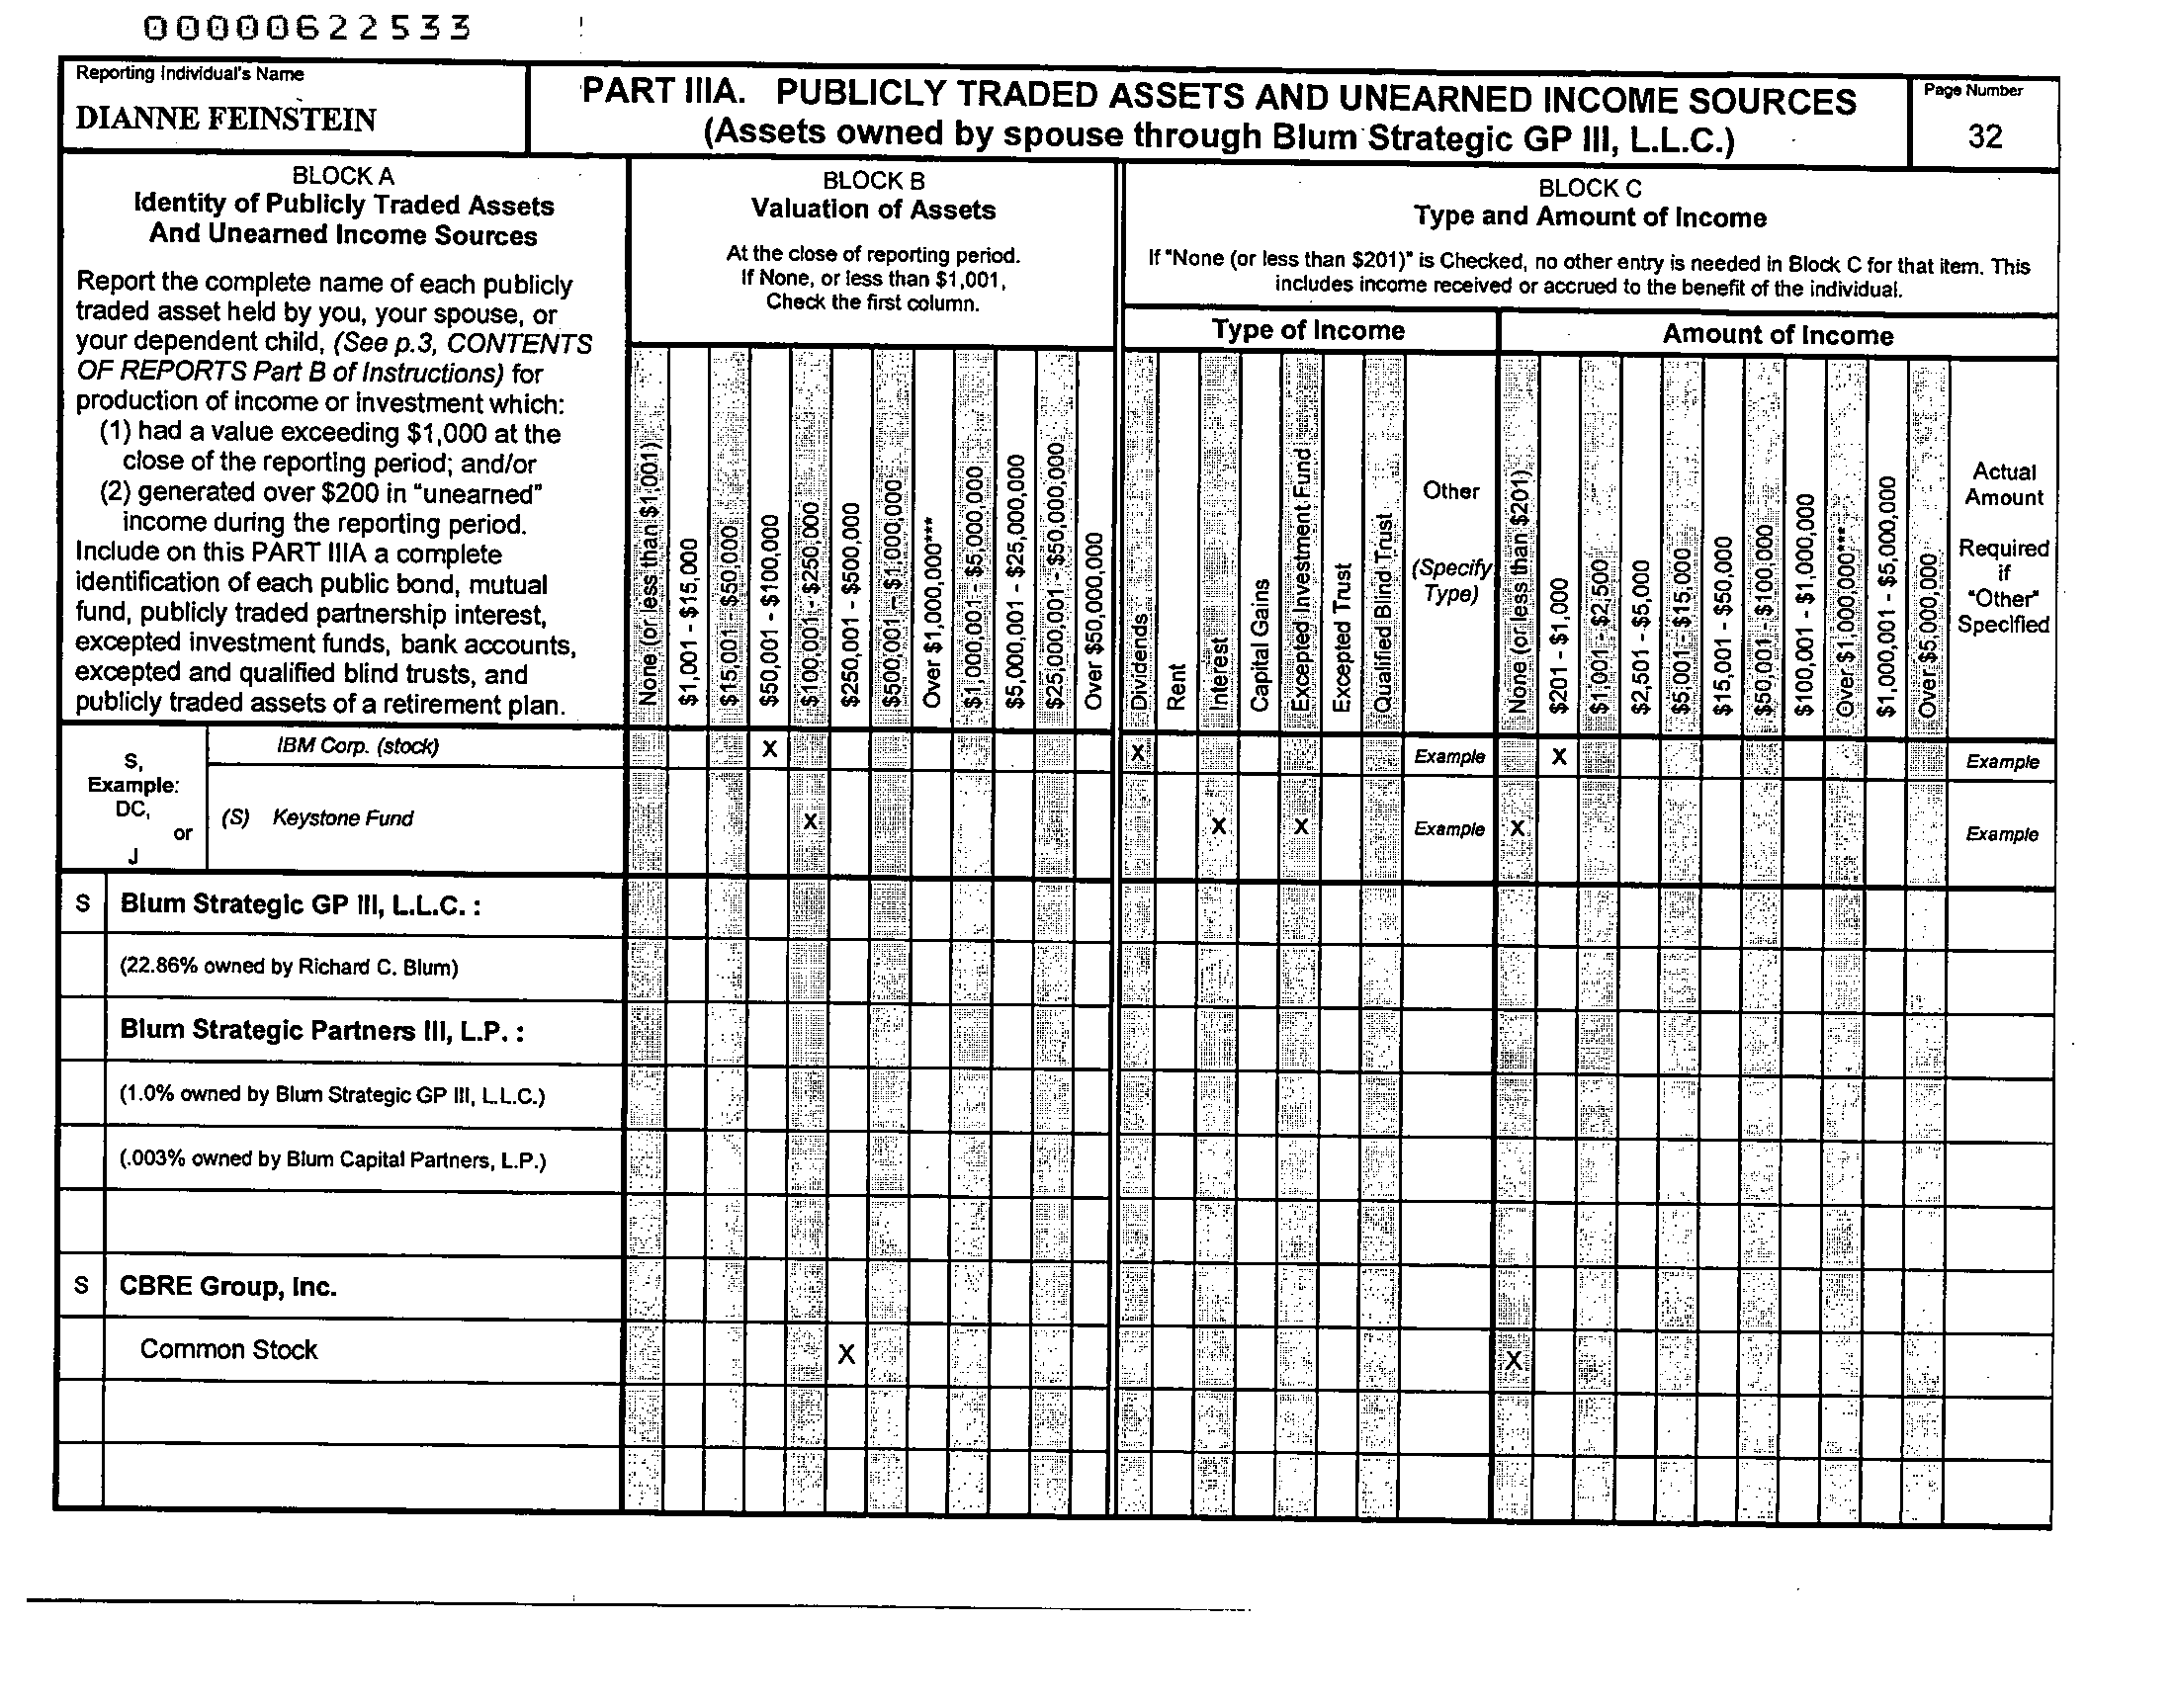 00000622533
Reporting Individual's Name
DIANNE FEINSTEIN
PART IIIA. PUBLICLY TRADED ASSETS AND UNEARNED INCOME SOURCES
(Assets owned by spouse through Blum Strategic GP III, L.L.C.)
Page Number
32
BLOCK A
Identity of Publicly Traded Assets
And Unearned Income Sources
Report the complete name of each publicly
traded asset held by you, your spouse, or
your dependent child, (See p.3, CONTENTS
OF REPORTS Part B of Instructions) for
production of income or investment which:
(1) had a value exceeding $1,000 at the
close of the reporting period; and/or
(2) generated over $200 in "unearned"
income during the reporting period.
Include on this PART IIIA a complete
identification of each public bond, mutual
fund, publicly traded partnership interest,
excepted investment funds, bank accounts,
excepted and qualified blind trusts, and
publicly traded assets of a retirement plan.
BLOCK B
Valuation of Assets
At the close of reporting period.
If None, or less than $1,001,
Check the first column.
None (or less than $1,001)
$1,001 - $15,000
$15,001 - $50,000
$50,001 - $100,000
$100,001 - $250,000
$250,001 - $500,000
$500,001 - $1,000,000
Over $1,000,000***
$1,000,001 - $5,000,000
$5,000,001 - $25,000,000
$25,000,001 - $50,000,000
Over $50,000,000
BLOCK C
Type and Amount of Income
If "None (or less than $201)" is Checked, no other entry is needed in Block C for that item. This
includes income received or accrued to the benefit of the individual.
Type of Income
Dividends
Rent
Interest
Capital Gains
Excepted Investment Fund
Excepted Trust
Qualified Blind Trust
Other
(Specify
Type)
Amount of Income
None (or less than $201)
$201 - $1,000
$1,001 - $2,500
$2,501 - $5,000
$5,001 - $15,000
$15,001 - $50,000
$50,001 - $100,000
$100,001 - $1,000,000
Over $1,000,000***
$1,000,001 - $5,000,000
Over $5,000,000
Actual
Amount
Required
if
"Other"
Specified
S,
Example:
DC,
or
J
IBM Corp. (stock) X X Example X Example
(S) Keystone Fund X X X Example X Example
S Blum Strategic GP III, L.L.C. :
(22.86% owned by Richard C. Blum)
Blum Strategic Partners III, L.P. :
(1.0% owned by Blum Strategic GP III, L.L.C.)
(.003% owned by Blum Capital Partners, L.P.)
S CBRE Group, Inc.
Common Stock X X